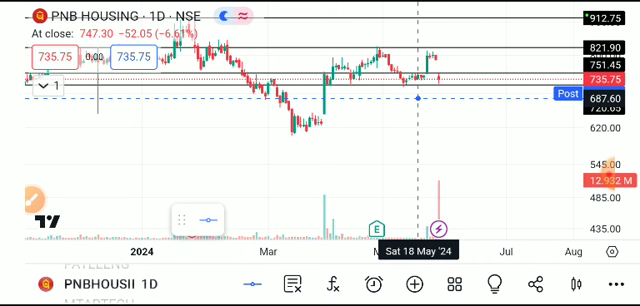 PNB HOUSING · 1D · NSE
At close: 747.30 −52.05 (−6.61%)
735.75 0.00 735.75
1
912.75
821.90
751.45
735.75
Post 687.60
720.65
620.00
545.00
12.932 M
485.00
435.00
E
2024 Mar Sat 18 May '24 Jul Aug
PNBHOUSII 1D